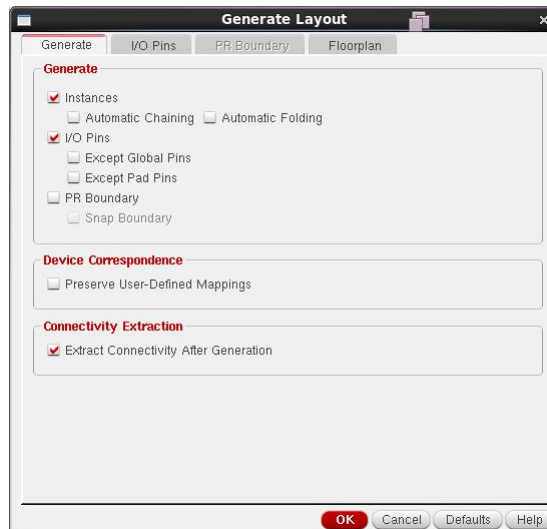 Generate Layout
Generate I/O Pins PR Boundary Floorplan
Generate
Instances
Automatic Chaining Automatic Folding
I/O Pins
Except Global Pins
Except Pad Pins
PR Boundary
Snap Boundary
Device Correspondence
Preserve User-Defined Mappings
Connectivity Extraction
Extract Connectivity After Generation
OK Cancel Defaults Help